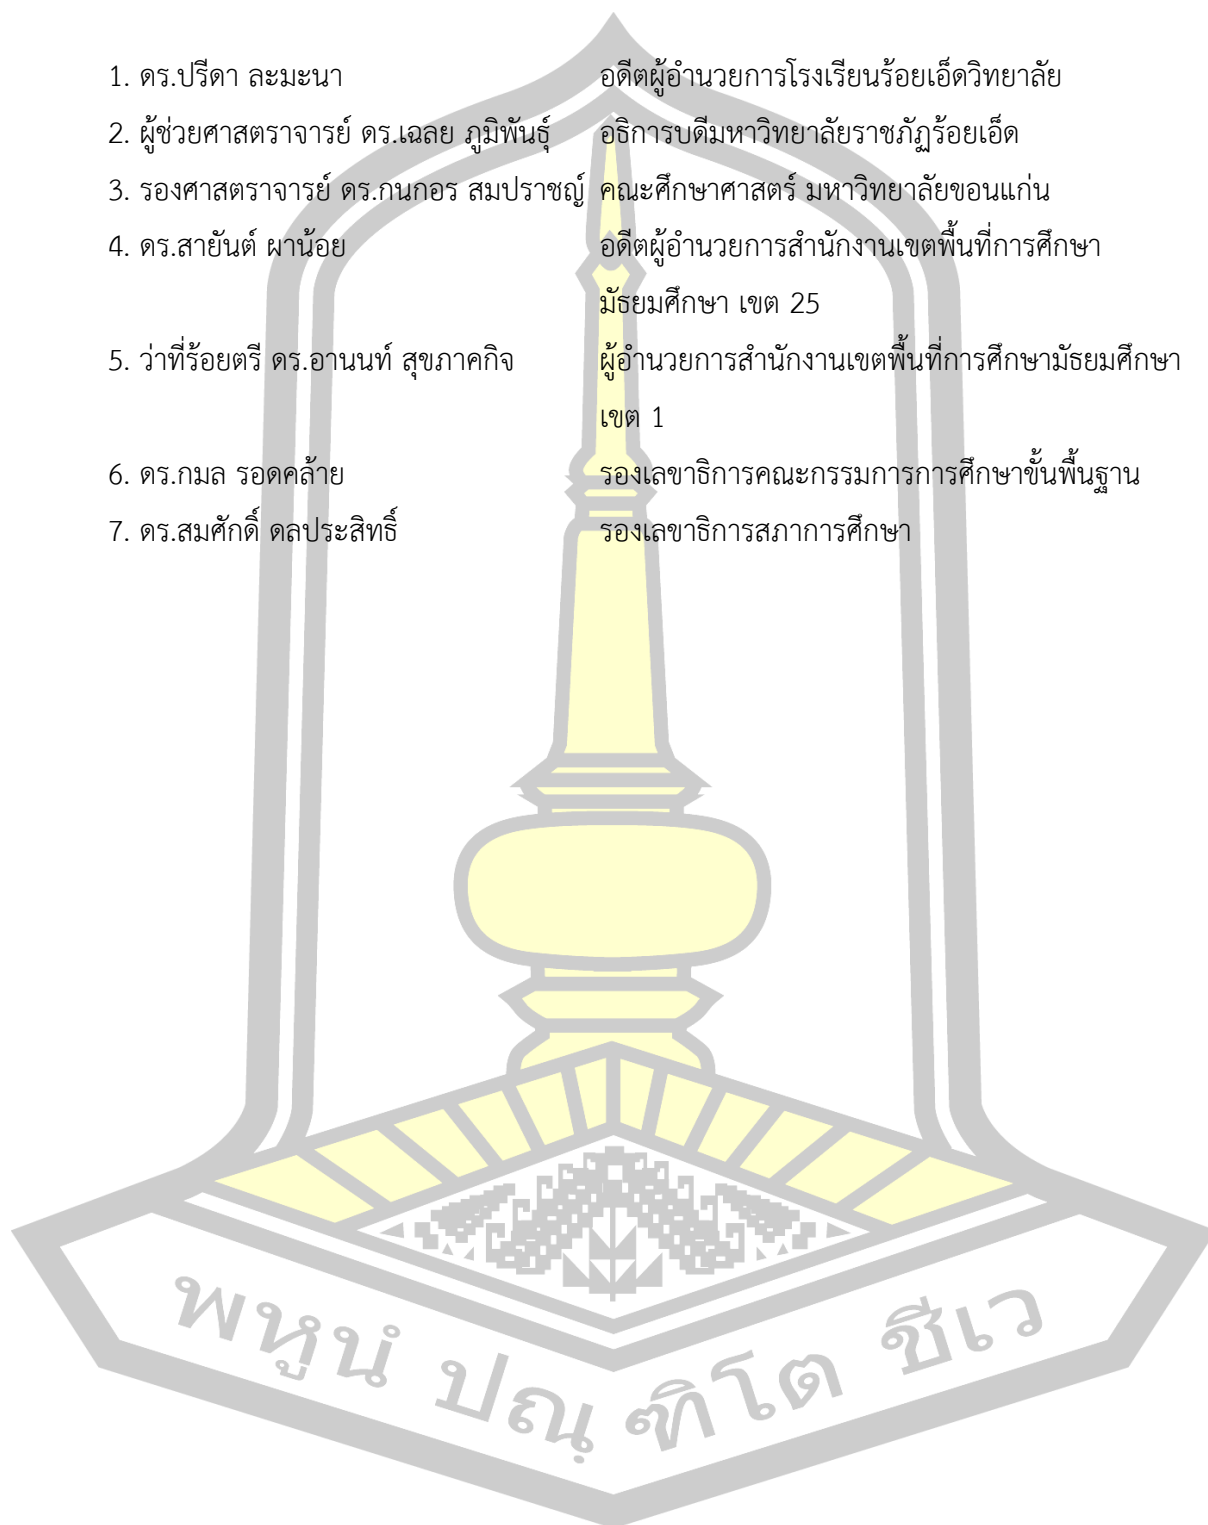 1. ดร.ปรีดา ละมะนา อดีตผู้อำนวยการโรงเรียนร้อยเอ็ดวิทยาลัย
2. ผู้ช่วยศาสตราจารย์ ดร.เฉลย ภูมิพันธุ์ อธิการบดีมหาวิทยาลัยราชภัฏร้อยเอ็ด
3. รองศาสตราจารย์ ดร.กนกอร สมปราชญ์ คณะศึกษาศาสตร์ มหาวิทยาลัยขอนแก่น
4. ดร.สายันต์ ผาน้อย อดีตผู้อำนวยการสำนักงานเขตพื้นที่การศึกษา
มัธยมศึกษา เขต 25
5. ว่าที่ร้อยตรี ดร.อานนท์ สุขภาคกิจ ผู้อำนวยการสำนักงานเขตพื้นที่การศึกษามัธยมศึกษา
เขต 1
6. ดร.กมล รอดคล้าย รองเลขาธิการคณะกรรมการการศึกษาขั้นพื้นฐาน
7. ดร.สมศักดิ์ ดลประสิทธิ์ รองเลขาธิการสภาการศึกษา
พหูนํ ปณฺฑิโต ชีเว